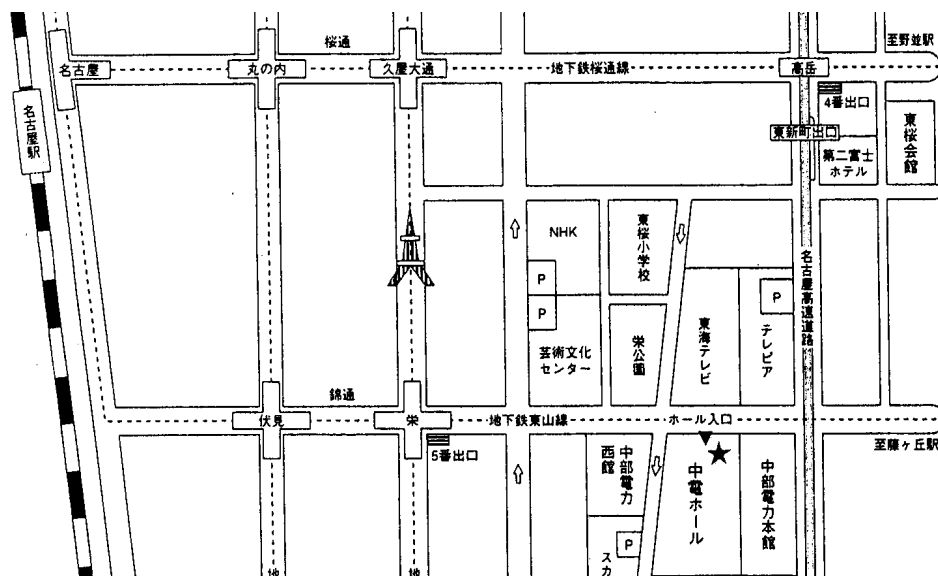 桜通
至野並駅
名古屋
丸の内
久屋大通
地下鉄桜通線
高岳
4番出口
名古屋駅
東新町出口
第二富士
ホテル
東桜会館
NHK
東桜小学校
P
P
P
名古屋高速道路
芸術文化
センター
栄公園
東海テレビ
テレピア
錦通
伏見
栄
地下鉄東山線
ホール入口
5番出口
至藤ヶ丘駅
中部電力
西館
中電ホール
中部電力本館
P
スカ
地
地